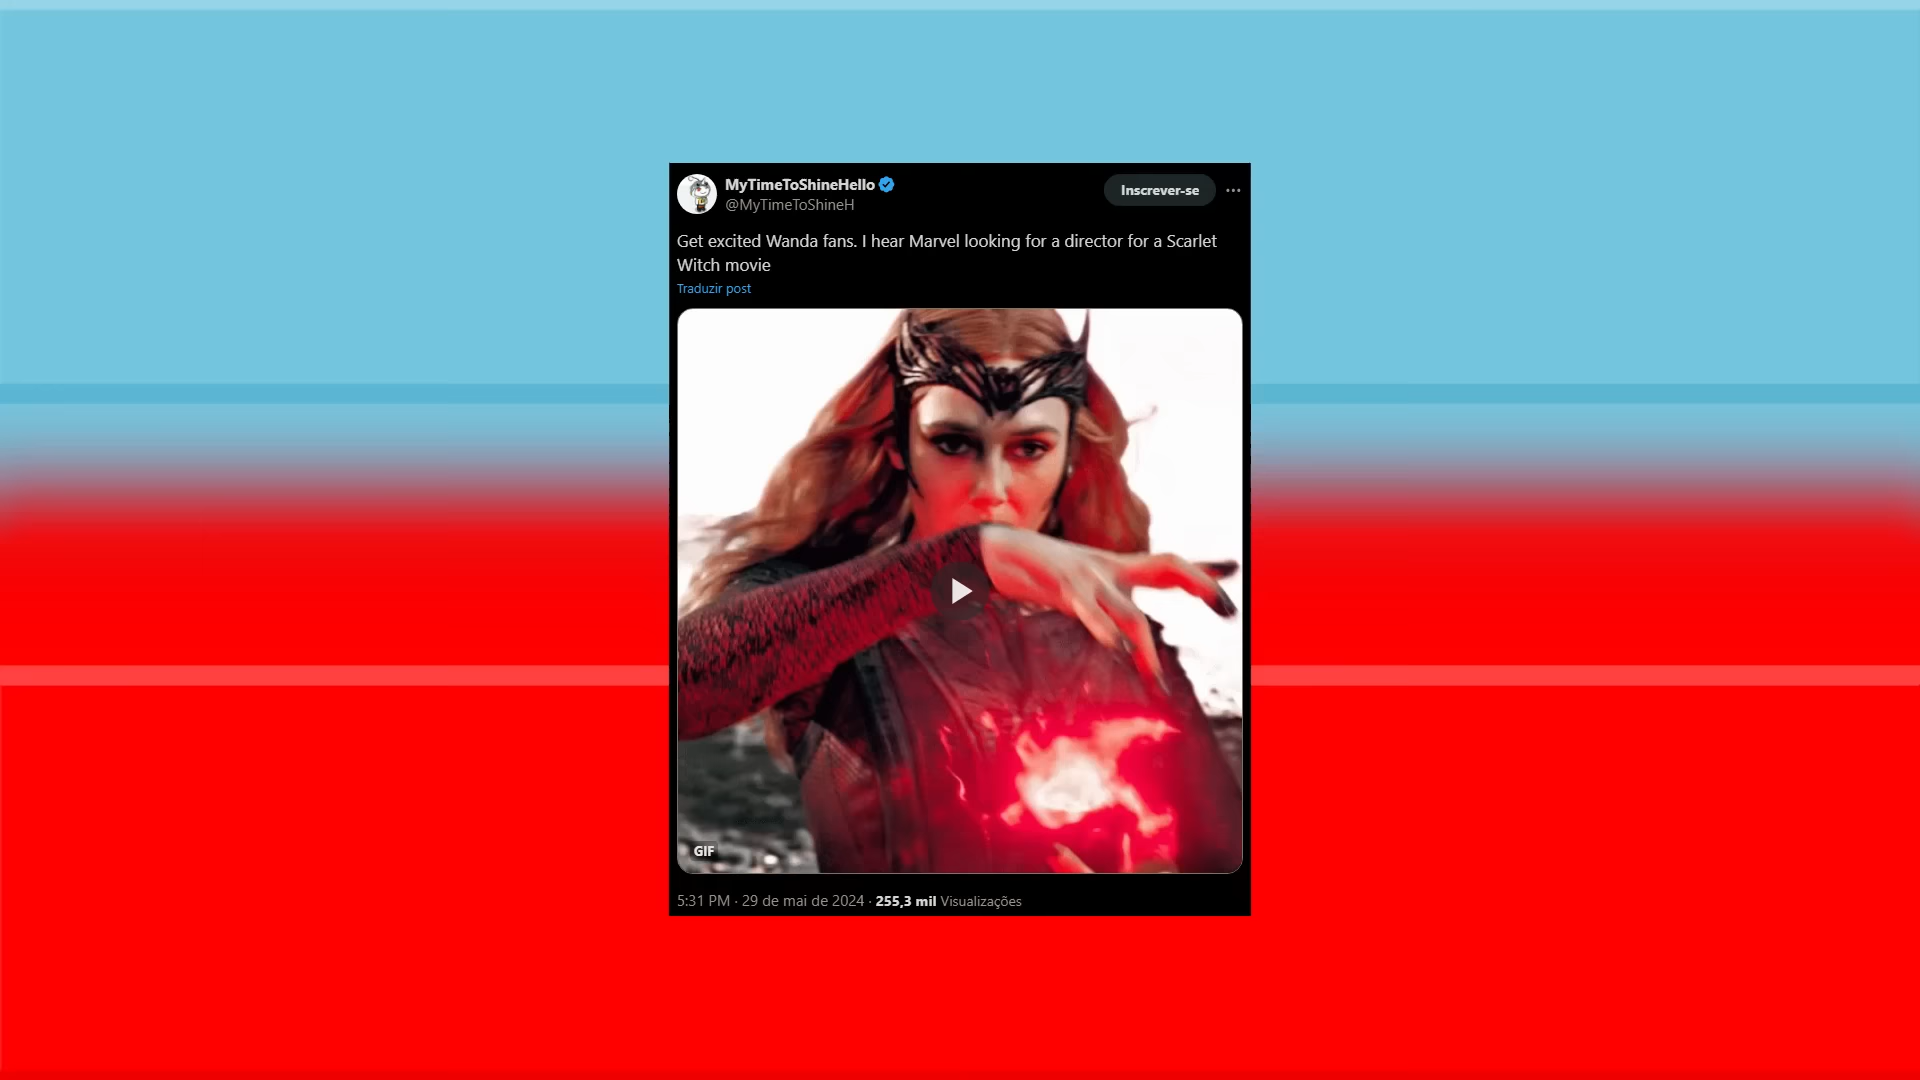 MyTimeToShineHello
@MyTimeToShineH
Inscrever-se
Get excited Wanda fans. I hear Marvel looking for a director for a Scarlet
Witch movie
Traduzir post
GIF
5:31 PM · 29 de mai de 2024 · 255,3 mil Visualizações